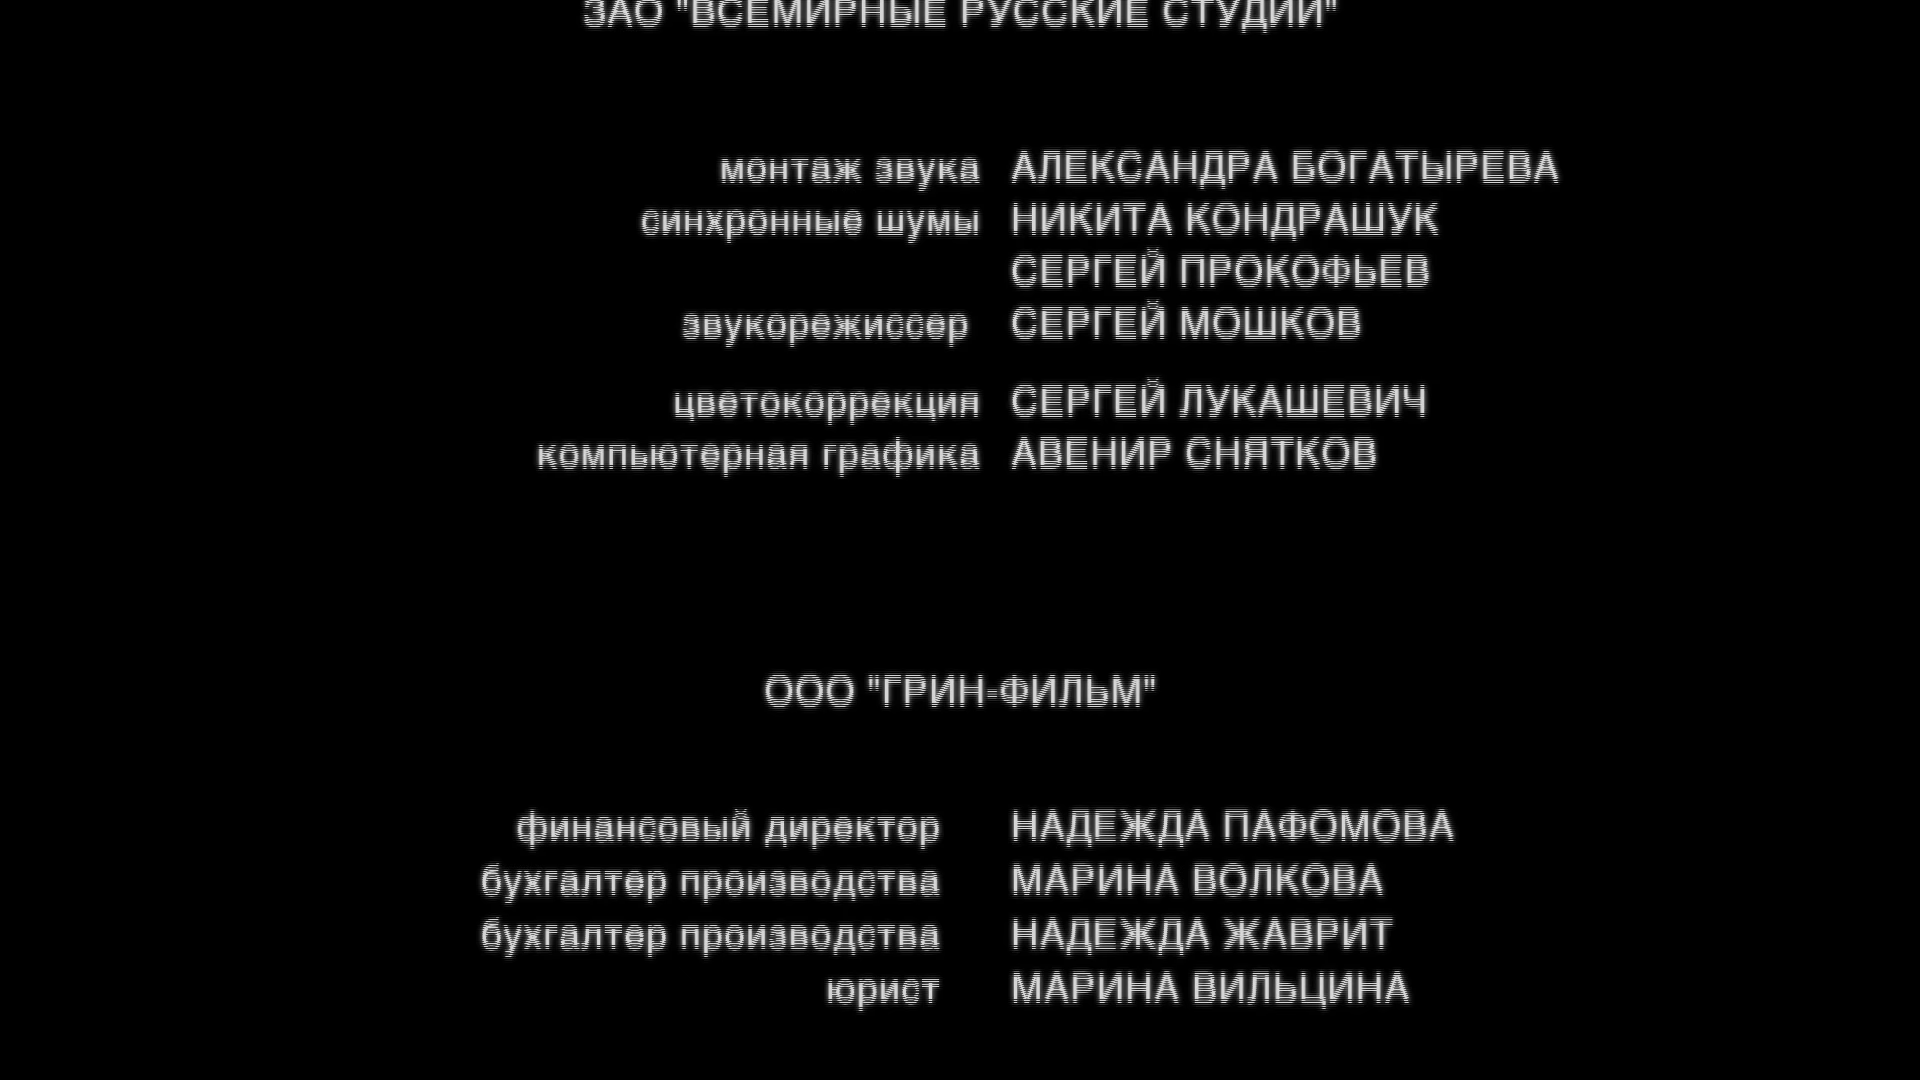 ЗАО "ВСЕМИРНЫЕ РУССКИЕ СТУДИИ"
монтаж звука АЛЕКСАНДРА БОГАТЫРЕВА
синхронные шумы НИКИТА КОНДРАШУК
СЕРГЕЙ ПРОКОФЬЕВ
звукорежиссер СЕРГЕЙ МОШКОВ
цветокоррекция СЕРГЕЙ ЛУКАШЕВИЧ
компьютерная графика АВЕНИР СНЯТКОВ
ООО "ГРИН-ФИЛЬМ"
финансовый директор НАДЕЖДА ПАФОМОВА
бухгалтер производства МАРИНА ВОЛКОВА
бухгалтер производства НАДЕЖДА ЖАВРИТ
юрист МАРИНА ВИЛЬЦИНА